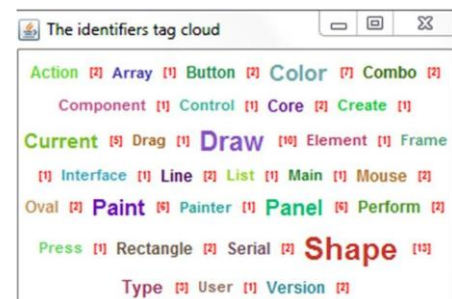 The identifiers tag cloud
Action [2] Array [1] Button [2] Color [7] Combo [2]
Component [1] Control [1] Core [2] Create [1]
Current [5] Drag [1] Draw [10] Element [1] Frame
[1] Interface [1] Line [2] List [1] Main [1] Mouse [2]
Oval [2] Paint [6] Painter [1] Panel [6] Perform [2]
Press [1] Rectangle [2] Serial [2] Shape [13]
Type [3] User [1] Version [2]